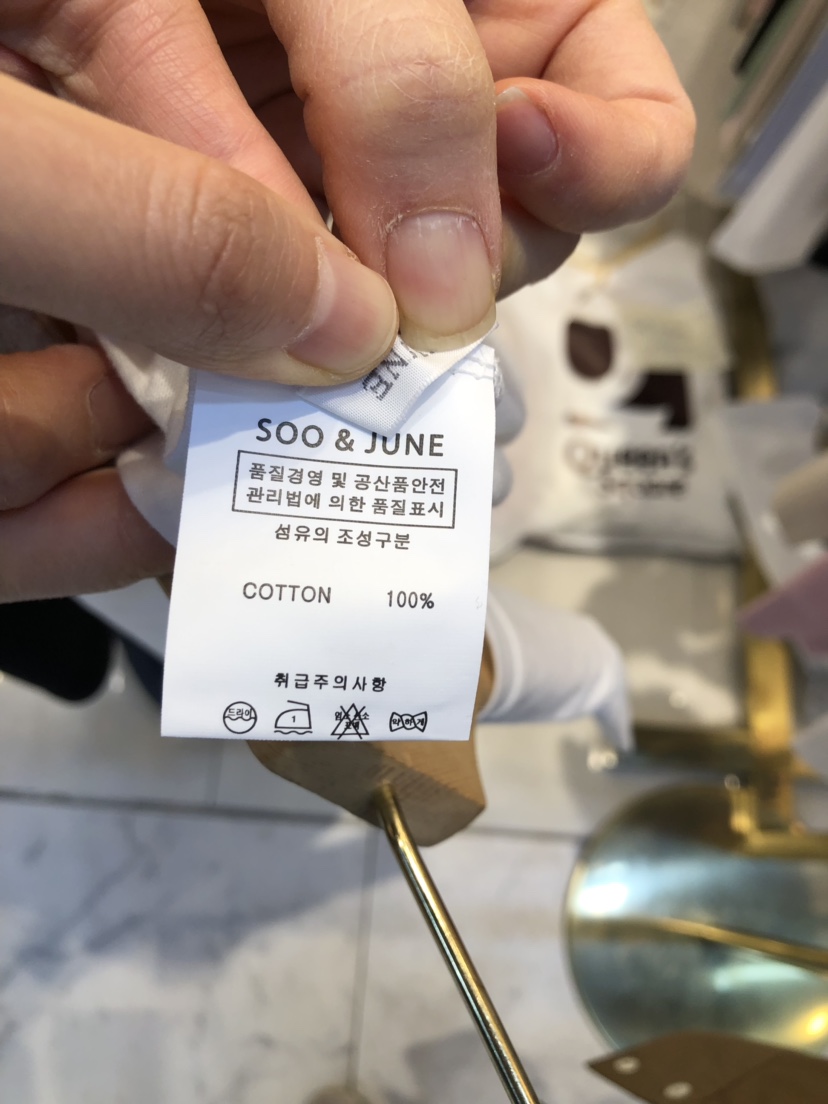 SOO & JUNE
품질경영 및 공산품안전
관리법에 의한 품질표시
섬유의 조성구분
COTTON 100%
취급주의사항
드라이
1
약하게